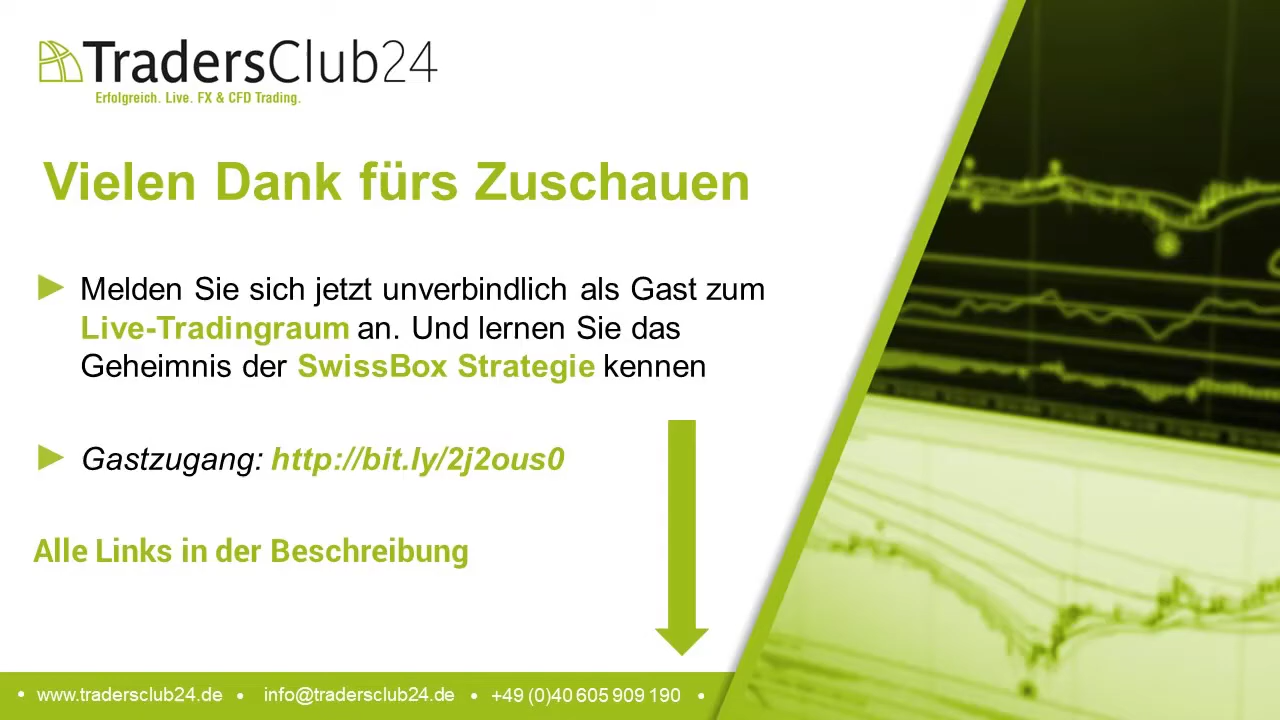 TradersClub24
Erfolgreich. Live. FX & CFD Trading.
Vielen Dank fürs Zuschauen
► Melden Sie sich jetzt unverbindlich als Gast zum
Live-Tradingraum an. Und lernen Sie das
Geheimnis der SwissBox Strategie kennen
► Gastzugang: http://bit.ly/2j2ous0
Alle Links in der Beschreibung
• www.tradersclub24.de • info@tradersclub24.de • +49 (0)40 605 909 190 •